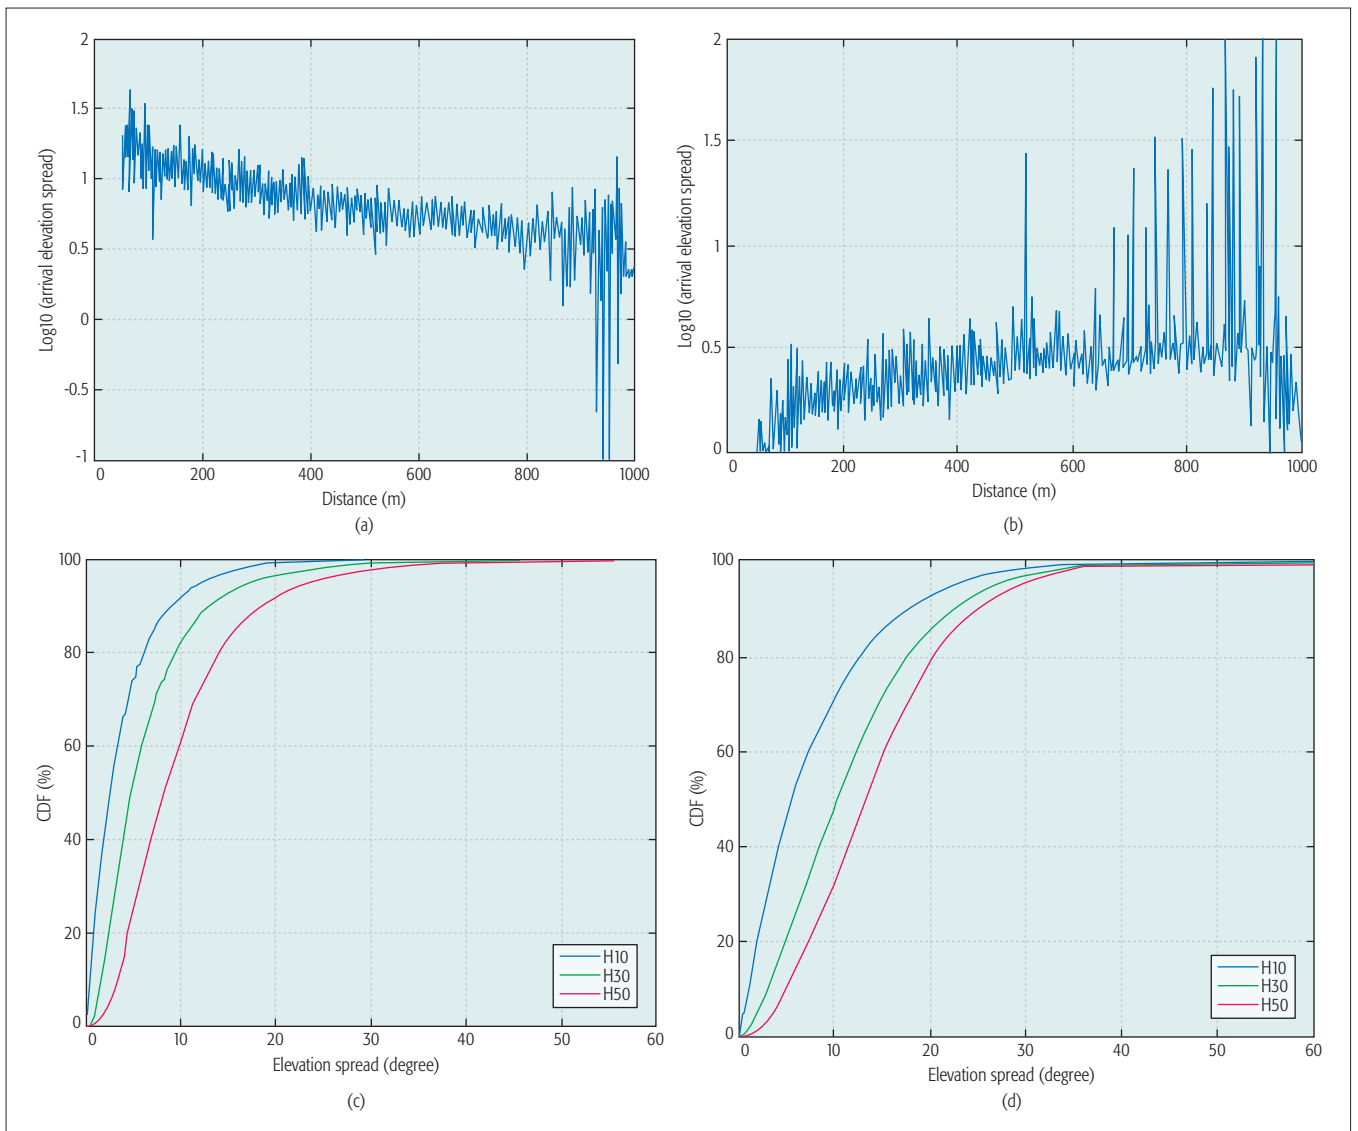 2
1.5
1
0.5
0
-0.5
-1
Log10 (arrival elevation spread)
0
200
400
600
800
1000
Distance (m)
(a)
2
1.5
1
0.5
0
Log10 (arrival elevation spread)
0
200
400
600
800
1000
Distance (m)
(b)
100
80
60
40
20
0
CDF (%)
H10
H30
H50
0
10
20
30
40
50
60
Elevation spread (degree)
(c)
100
80
60
40
20
0
CDF (%)
H10
H30
H50
0
10
20
30
40
50
60
Elevation spread (degree)
(d)